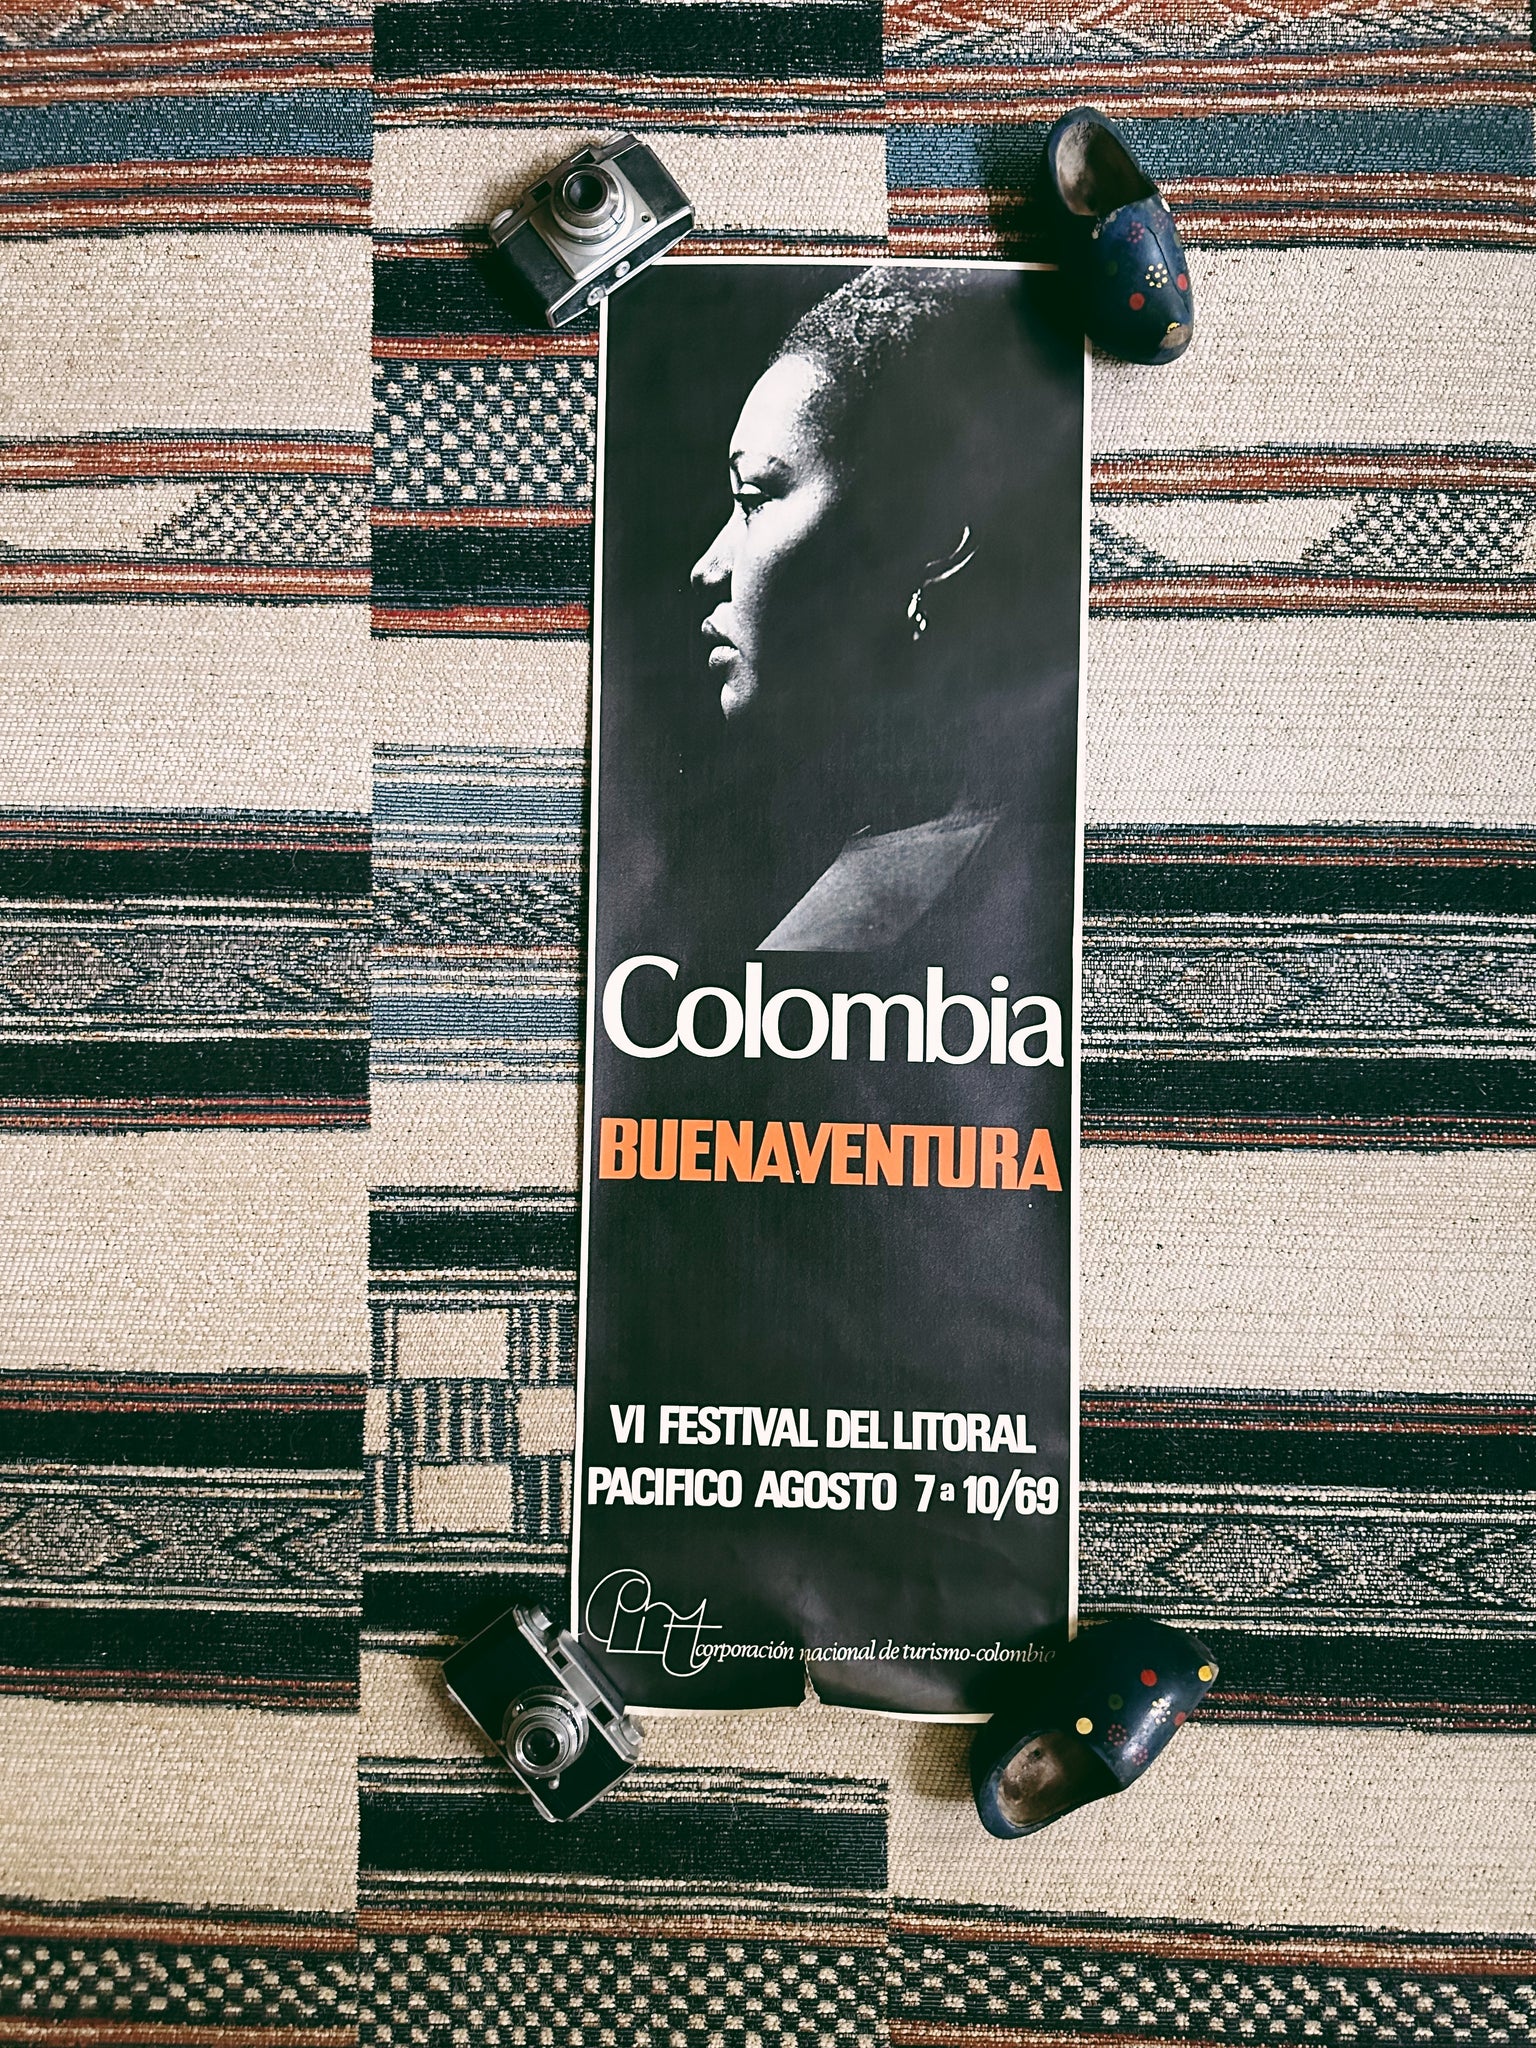 Colombia
BUENAVENTURA
VI FESTIVAL DEL LITORAL
PACIFICO AGOSTO 7 a 10/69
cnt corporación nacional de turismo-colombia